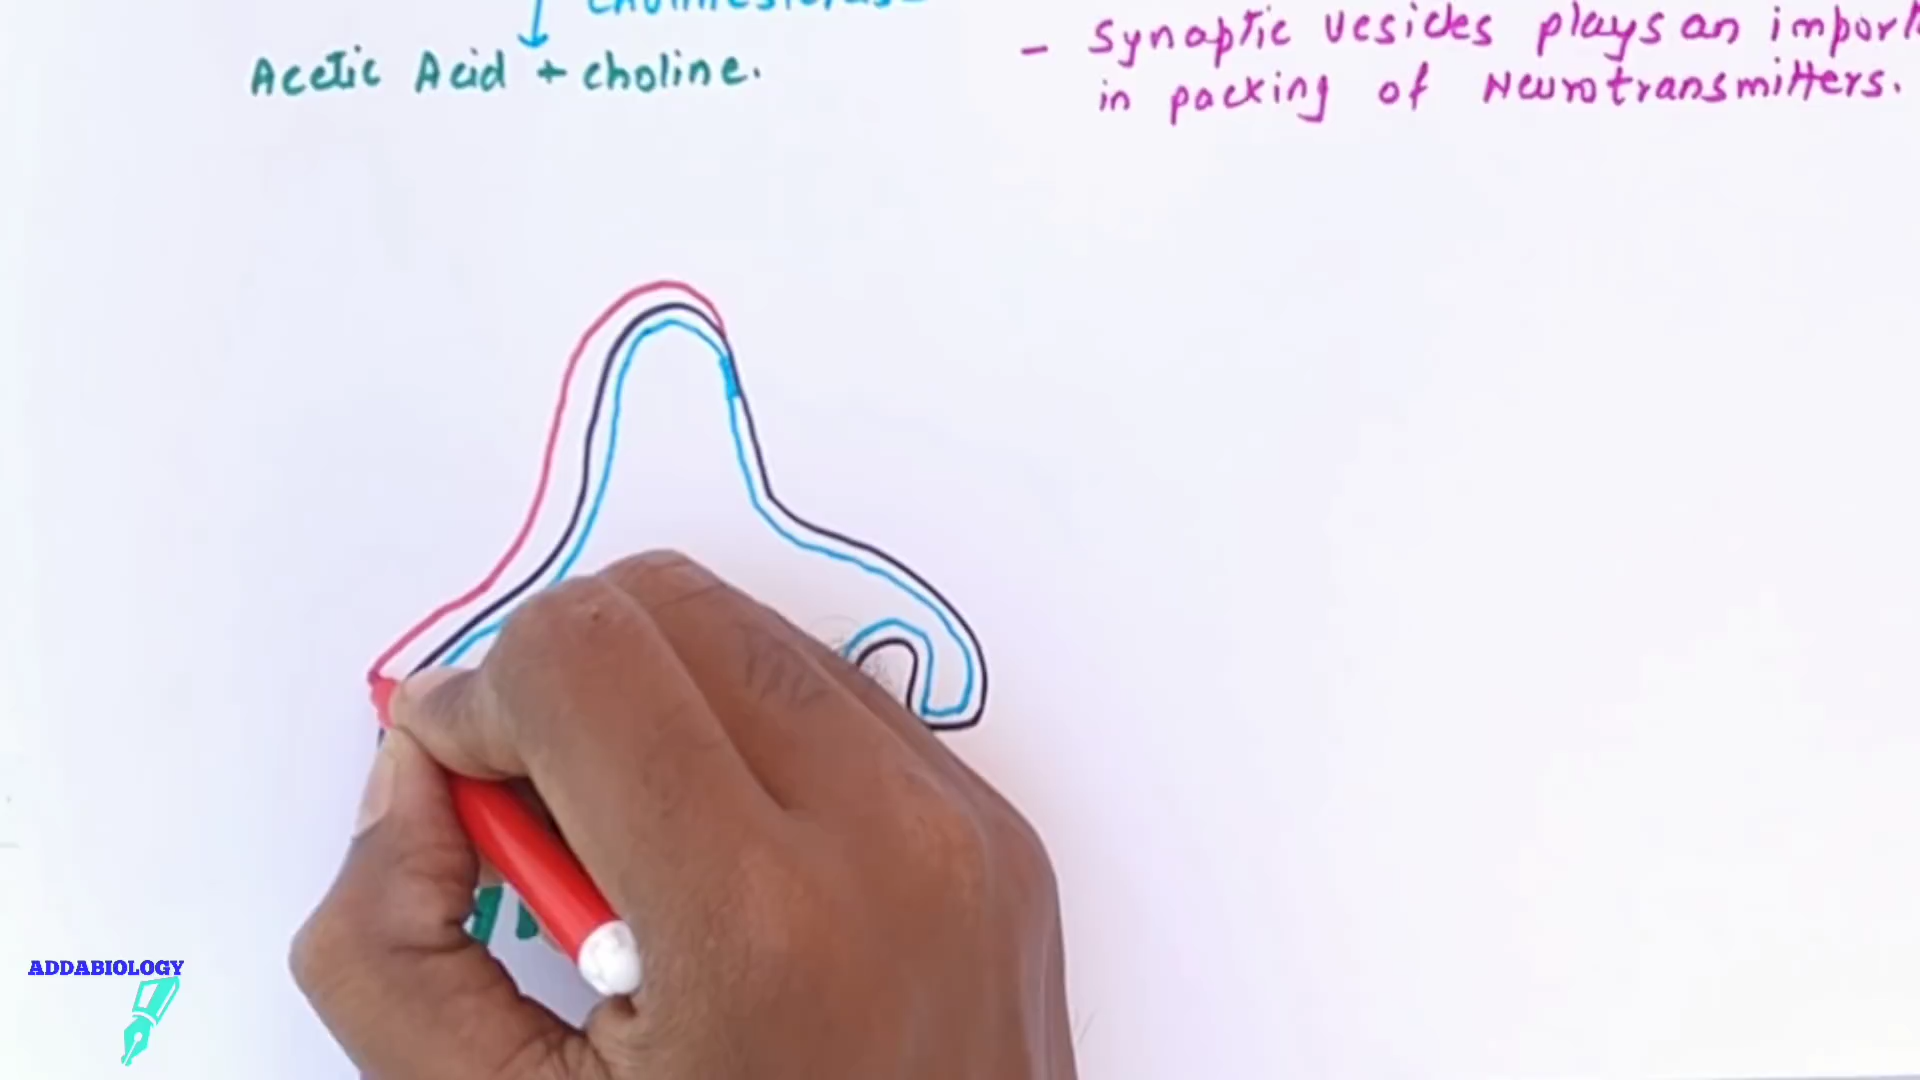 Acetic Acid + choline.
- Synaptic vesicles plays an
in packing of Neurotransmitters.
ADDABIOLOGY